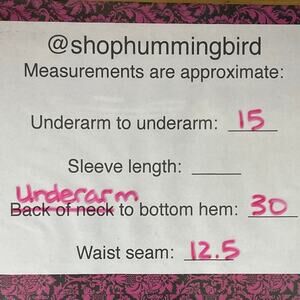 @shophummingbird
Measurements are approximate:
Underarm to underarm: 15
Sleeve length: ____
Underarm
Back of neck to bottom hem: 30
Waist seam: 12.5